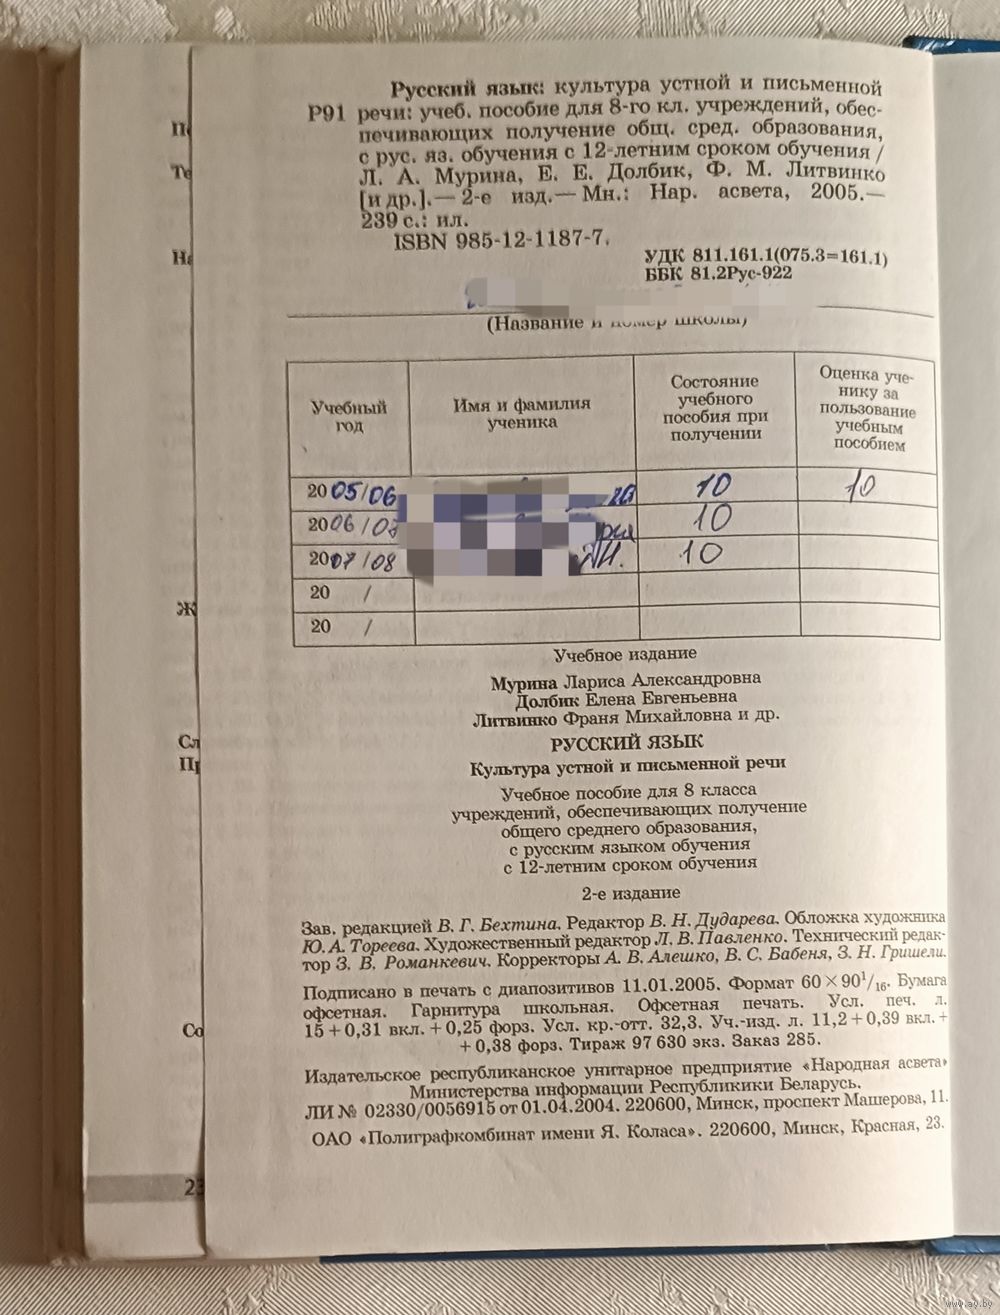 Русский язык: культура устной и письменной
Р91 речи: учеб. пособие для 8-го кл. учреждений, обес-
печивающих получение общ. сред. образования,
с рус. яз. обучения с 12-летним сроком обучения /
Л. А. Мурина, Е. Е. Долбик, Ф. М. Литвинко
[и др.].— 2-е изд.— Мн.: Нар. асвета, 2005.—
239 с.: ил.
ISBN 985-12-1187-7.
УДК 811.161.1(075.3=161.1)
ББК 81.2Рус-922
(Название и номер школы)
Учебный
год
Имя и фамилия
ученика
Состояние
учебного
пособия при
получении
Оценка уче-
нику за
пользование
учебным
пособием
2005/06 10 10
2006/07 10
2007/08 10
20 /
20 /
Учебное издание
Мурина Лариса Александровна
Долбик Елена Евгеньевна
Литвинко Франя Михайловна и др.
РУССКИЙ ЯЗЫК
Культура устной и письменной речи
Учебное пособие для 8 класса
учреждений, обеспечивающих получение
общего среднего образования,
с русским языком обучения
с 12-летним сроком обучения
2-е издание
Зав. редакцией В. Г. Бехтина. Редактор В. Н. Дударева. Обложка художника
Ю. А. Тореева. Художественный редактор Л. В. Павленко. Технический редак-
тор З. В. Романкевич. Корректоры А. В. Алешко, В. С. Бабеня, З. Н. Гришели.
Подписано в печать с диапозитивов 11.01.2005. Формат 60×90¹/₁₆. Бумага
офсетная. Гарнитура школьная. Офсетная печать. Усл. печ. л.
15+0,31 вкл.+0,25 форз. Усл. кр.-отт. 32,3. Уч.-изд. л. 11,2+0,39 вкл.+
+0,38 форз. Тираж 97 630 экз. Заказ 285.
Издательское республиканское унитарное предприятие «Народная асвета»
Министерства информации Республикики Беларусь.
ЛИ № 02330/0056915 от 01.04.2004. 220600, Минск, проспект Машерова, 11.
ОАО «Полиграфкомбинат имени Я. Коласа». 220600, Минск, Красная, 23.
www.ay.by